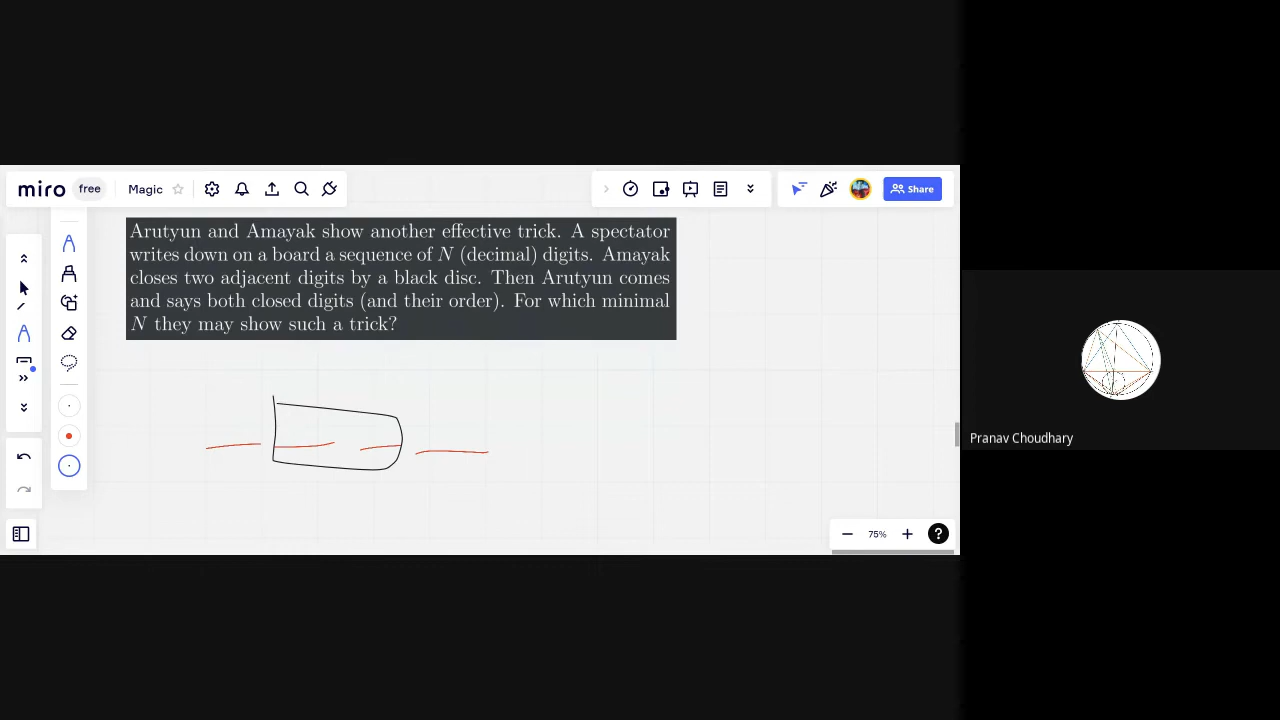 miro free Magic Share
Arutyun and Amayak show another effective trick. A spectator
writes down on a board a sequence of N (decimal) digits. Amayak
closes two adjacent digits by a black disc. Then Arutyun comes
and says both closed digits (and their order). For which minimal
N they may show such a trick?
Pranav Choudhary
75% ?